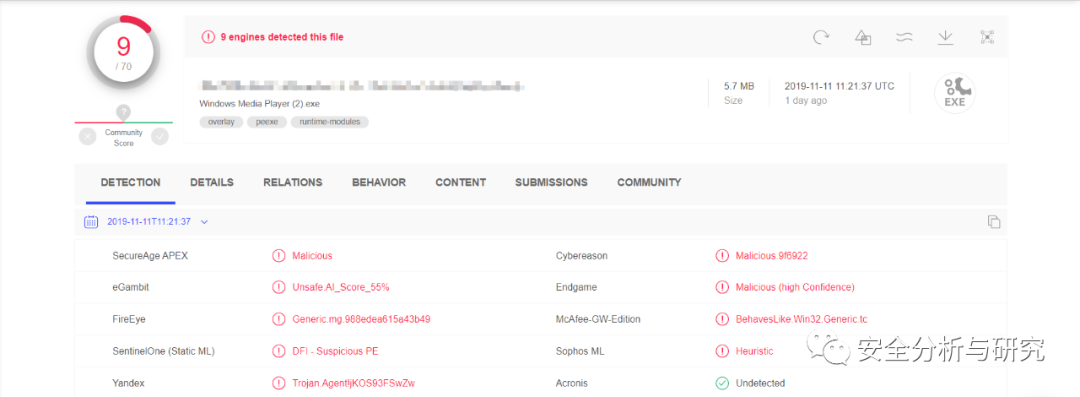 9
/ 70
?
Community
Score
9 engines detected this file
Windows Media Player (2).exe
overlay peexe runtime-modules
5.7 MB
Size
2019-11-11 11:21:37 UTC
1 day ago
EXE
DETECTION DETAILS RELATIONS BEHAVIOR CONTENT SUBMISSIONS COMMUNITY
2019-11-11T11:21:37
SecureAge APEX Malicious Cybereason Malicious.9f6922
eGambit Unsafe.AI_Score_55% Endgame Malicious (high Confidence)
FireEye Generic.mg.988edea615a43b49 McAfee-GW-Edition BehavesLike.Win32.Generic.tc
SentinelOne (Static ML) DFI - Suspicious PE Sophos ML Heuristic
Yandex Trojan.Agent!jKOS93FSwZw Acronis Undetected
安全分析与研究